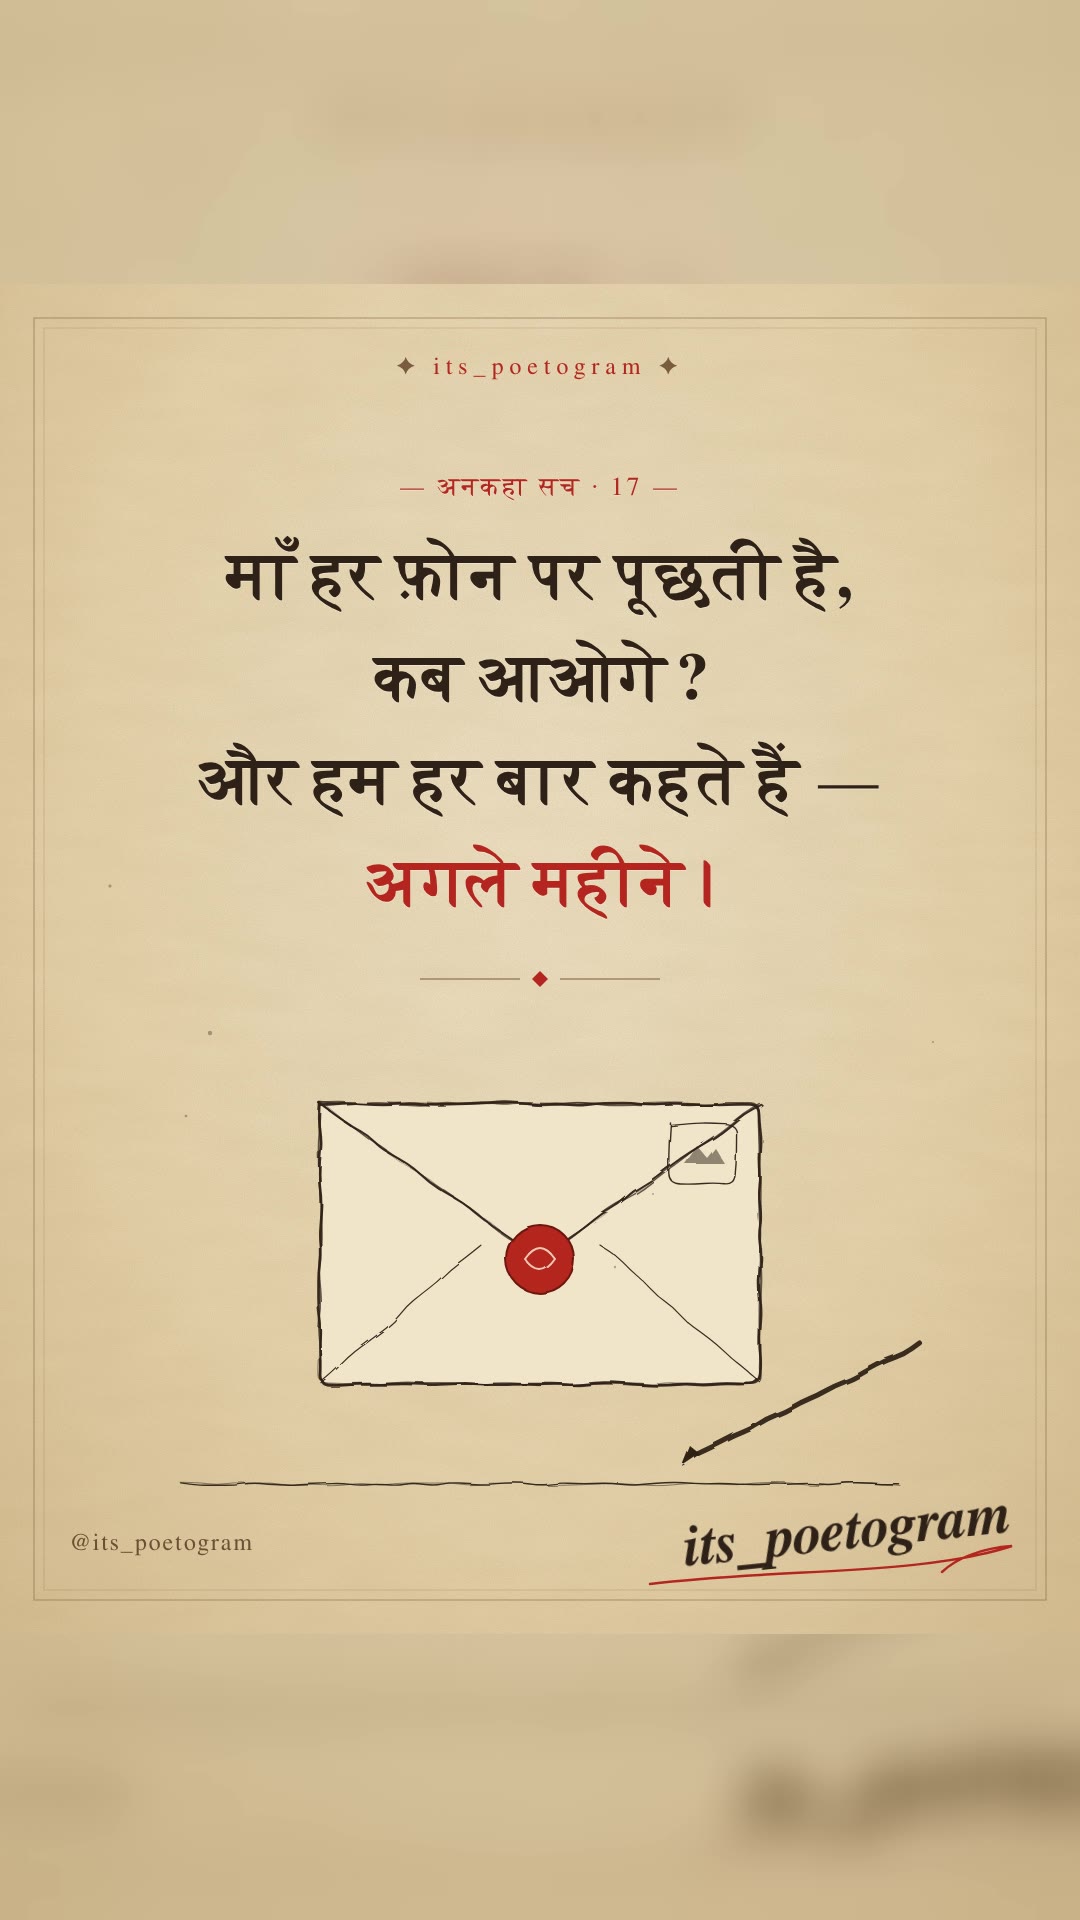 ✦ its_poetogram ✦
— अनकहा सच · 17 —
माँ हर फ़ोन पर पूछती है,
कब आओगे ?
और हम हर बार कहते हैं —
अगले महीने।
@its_poetogram
its_poetogram